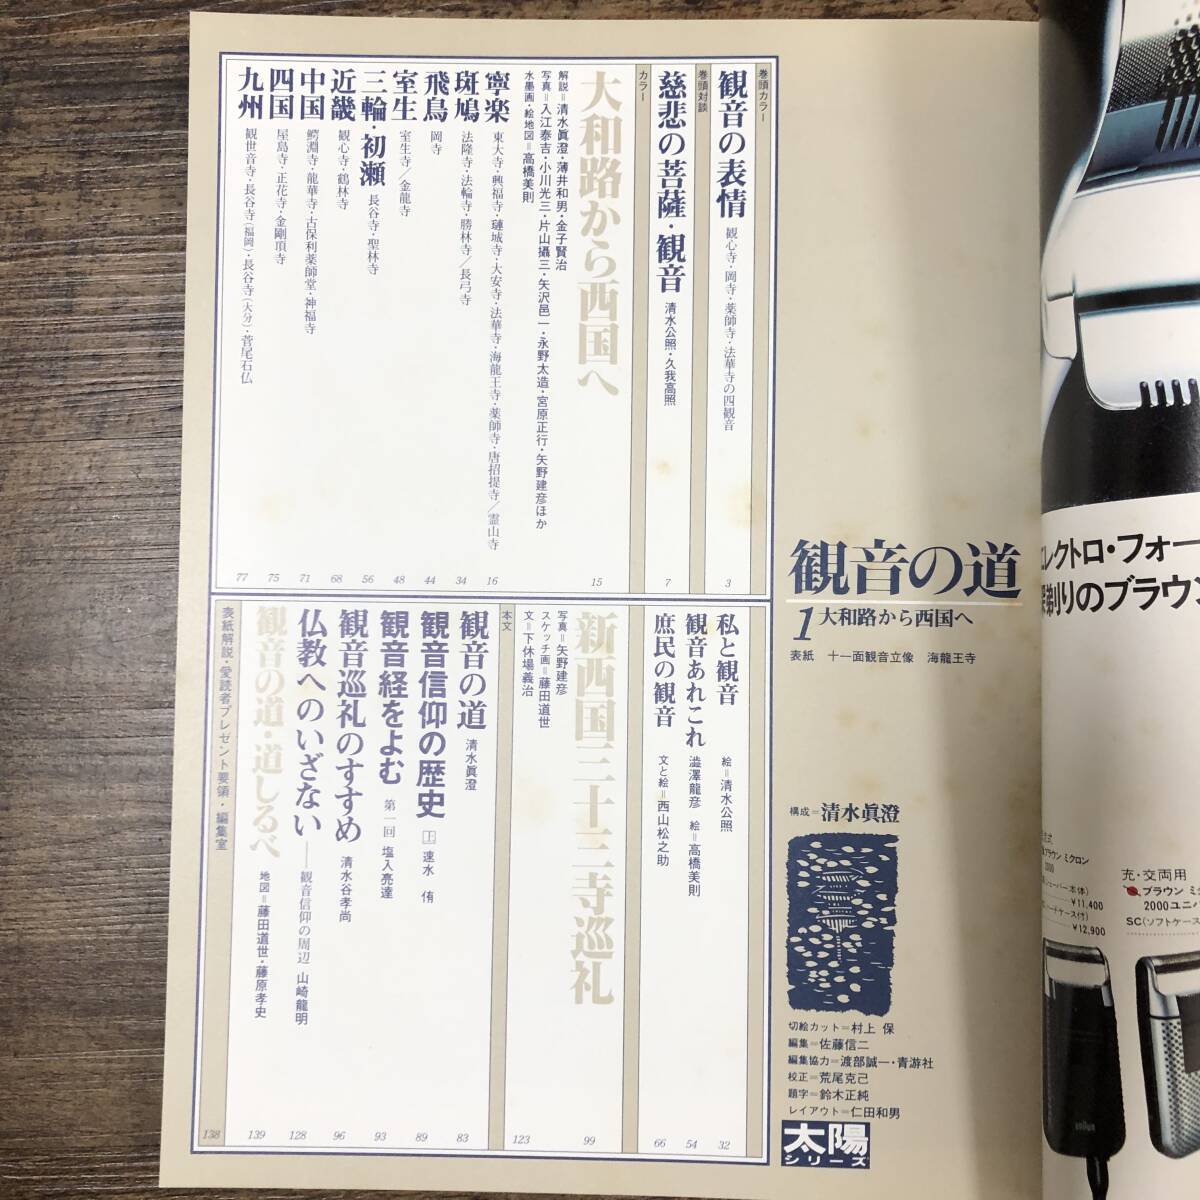 観音の道
1 大和路から西国へ
表紙 十一面観音立像 海龍王寺
構成=清水眞澄
切絵カット=村上 保
編集=佐藤信二
編集協力=渡部誠一・青游社
校正=荒尾克己
題字=鈴木正純
レイアウト=仁田和男
太陽
シリーズ
巻頭カラー
観音の表情 観心寺・岡寺・薬師寺・法華寺の四観音 3
巻頭対談
慈悲の菩薩・観音 清水公照・久我高照 7
カラー
大和路から西国へ 15
解説=清水眞澄・薄井和男・金子賢治
写真=入江泰吉・小川光三・片山攝三・矢沢邑一・永野太造・宮原正行・矢野建彦ほか
水墨画・絵地図=高橋美則
寧楽 東大寺・興福寺・璉城寺・大安寺・法華寺・海龍王寺・薬師寺・唐招提寺/霊山寺 16
斑鳩 法隆寺・法輪寺・勝林寺/長弓寺 34
飛鳥 岡寺 44
室生 室生寺/金龍寺 48
三輪・初瀬 長谷寺・聖林寺 56
近畿 観心寺・鶴林寺 68
中国 鰐淵寺・龍華寺・古保利薬師堂・神福寺 71
四国 屋島寺・正花寺・金剛頂寺 75
九州 観世音寺・長谷寺(福岡)・長谷寺(大分)・菅尾石仏 77
私と観音 絵=清水公照 32
観音あれこれ 澁澤龍彦 絵=高橋美則 54
庶民の観音 文と絵=西山松之助 66
新西国三十三寺巡礼 99
写真=矢野建彦
スケッチ画=藤田道世
文=下休場義治 123
本文
観音の道 清水眞澄 83
観音信仰の歴史 上 速水 侑 89
観音経をよむ 第一回 塩入亮達 93
観音巡礼のすすめ 清水谷孝尚 96
仏教へのいざない──観音信仰の周辺 山崎龍明 128
観音の道・道しるべ 地図=藤田道世・藤原孝史 139
表紙解説・愛読者プレゼント要領・編集室 138
エレクトロ・フォー
深剃りのブラウン
ブラウン ミクロン
2000
¥11,400
¥12,900
充・交両用
ブラウン ミ
2000ユニバ
SC(ソフトケース
BRAUN